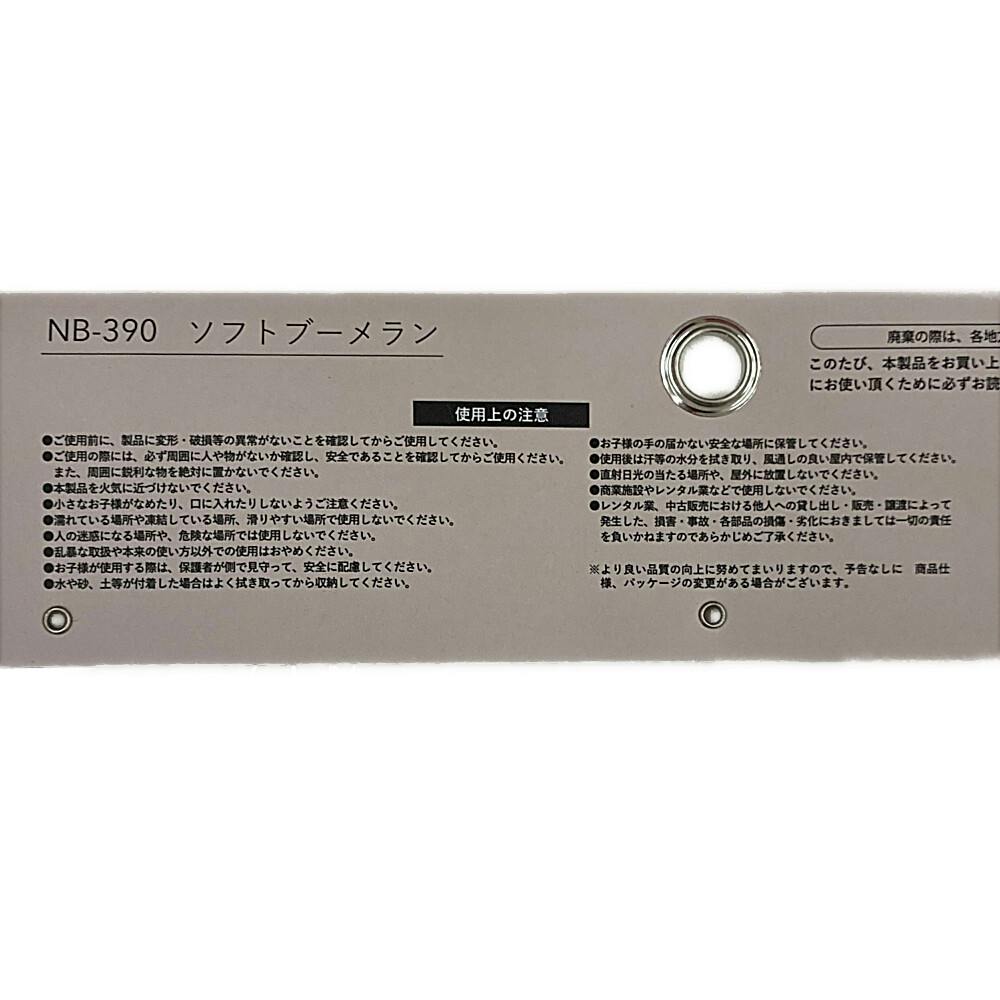 NB-390 ソフトブーメラン
廃棄の際は、各地
このたび、本製品をお買い上
にお使い頂くために必ずお読
使用上の注意
●ご使用前に、製品に変形・破損等の異常がないことを確認してからご使用してください。
●ご使用の際には、必ず周囲に人や物がないか確認し、安全であることを確認してからご使用ください。
また、周囲に鋭利な物を絶対に置かないでください。
●本製品を火気に近づけないでください。
●小さなお子様がなめたり、口に入れたりしないようご注意ください。
●濡れている場所や凍結している場所、滑りやすい場所で使用しないでください。
●人の迷惑になる場所や、危険な場所では使用しないでください。
●乱暴な取扱や本来の使い方以外での使用はおやめください。
●お子様が使用する際は、保護者が側で見守って、安全に配慮してください。
●水や砂、土等が付着した場合はよく拭き取ってから収納してください。
●お子様の手の届かない安全な場所に保管してください。
●使用後は汗等の水分を拭き取り、風通しの良い屋内で保管してください。
●直射日光の当たる場所や、屋外に放置しないでください。
●商業施設やレンタル業などで使用しないでください。
●レンタル業、中古販売における他人への貸し出し・販売・譲渡によって
発生した、損害・事故・各部品の損傷・劣化におきましては一切の責任
を負いかねますのであらかじめご了承ください。
※より良い品質の向上に努めてまいりますので、予告なしに 商品仕
様、パッケージの変更がある場合がございます。